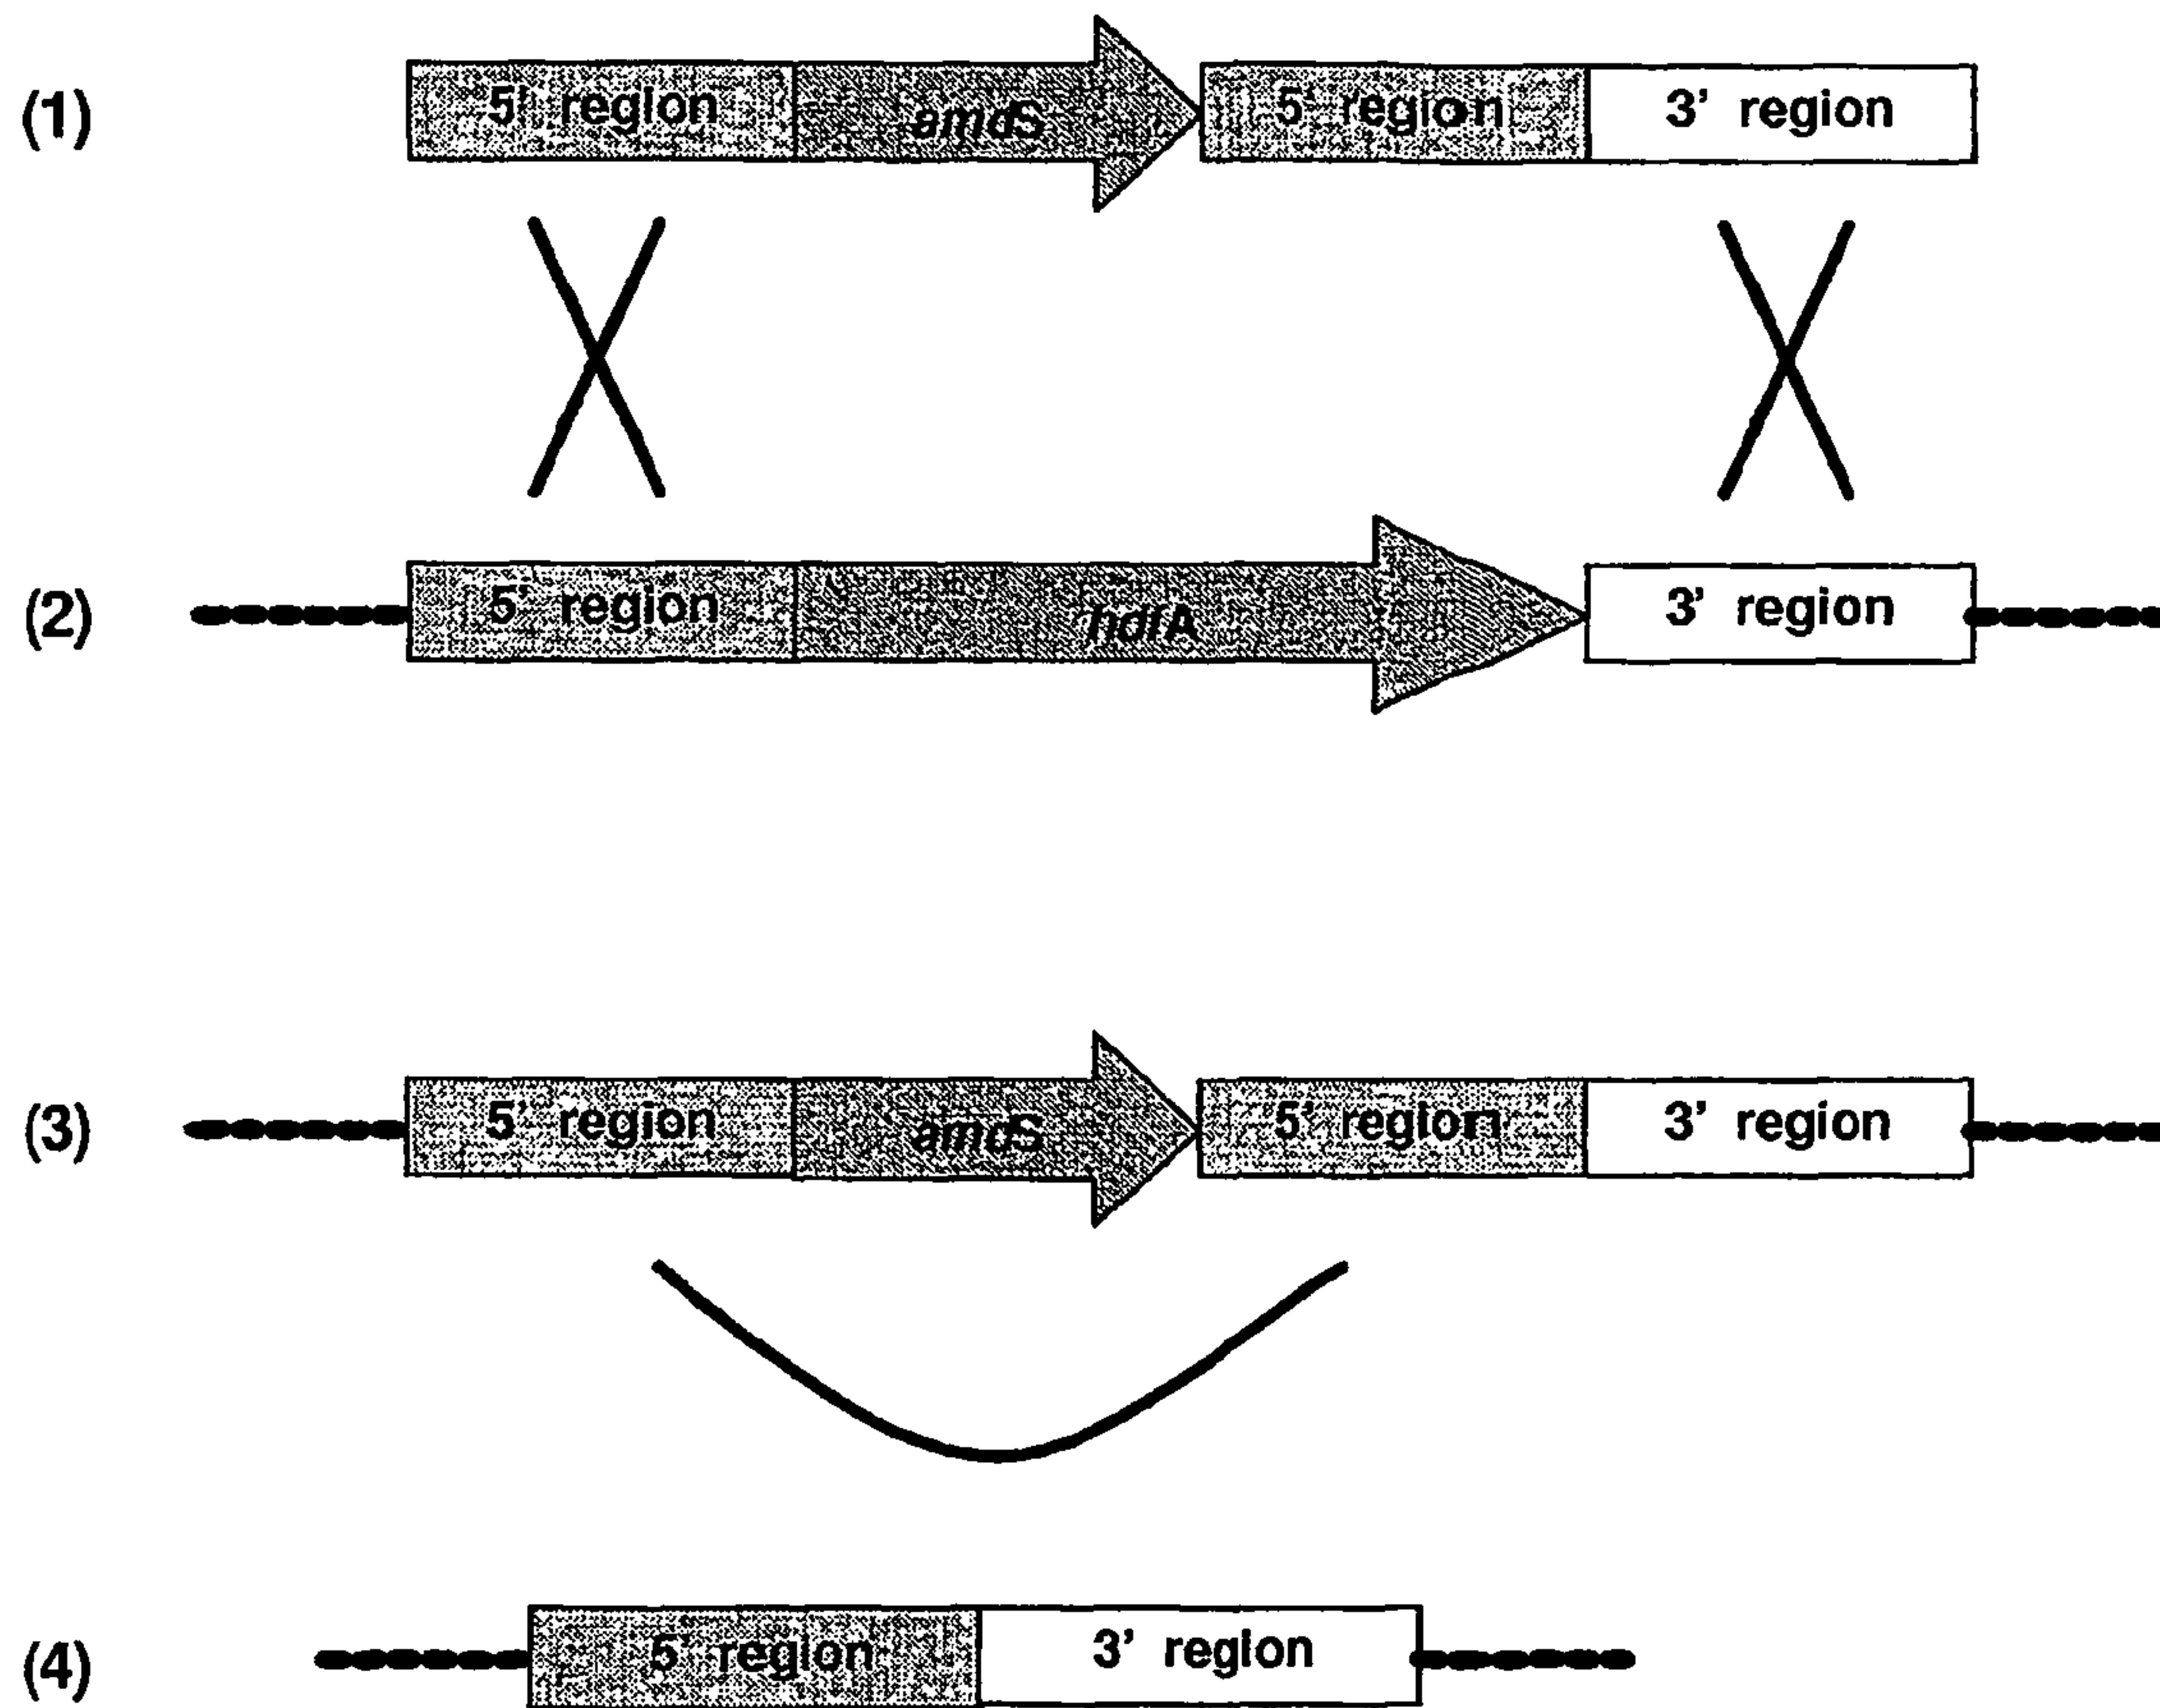 (1) 5' region amdS 5' region 3' region
(2) 5' region hdfA 3' region
(3) 5' region amdS 5' region 3' region
(4) 5' region 3' region